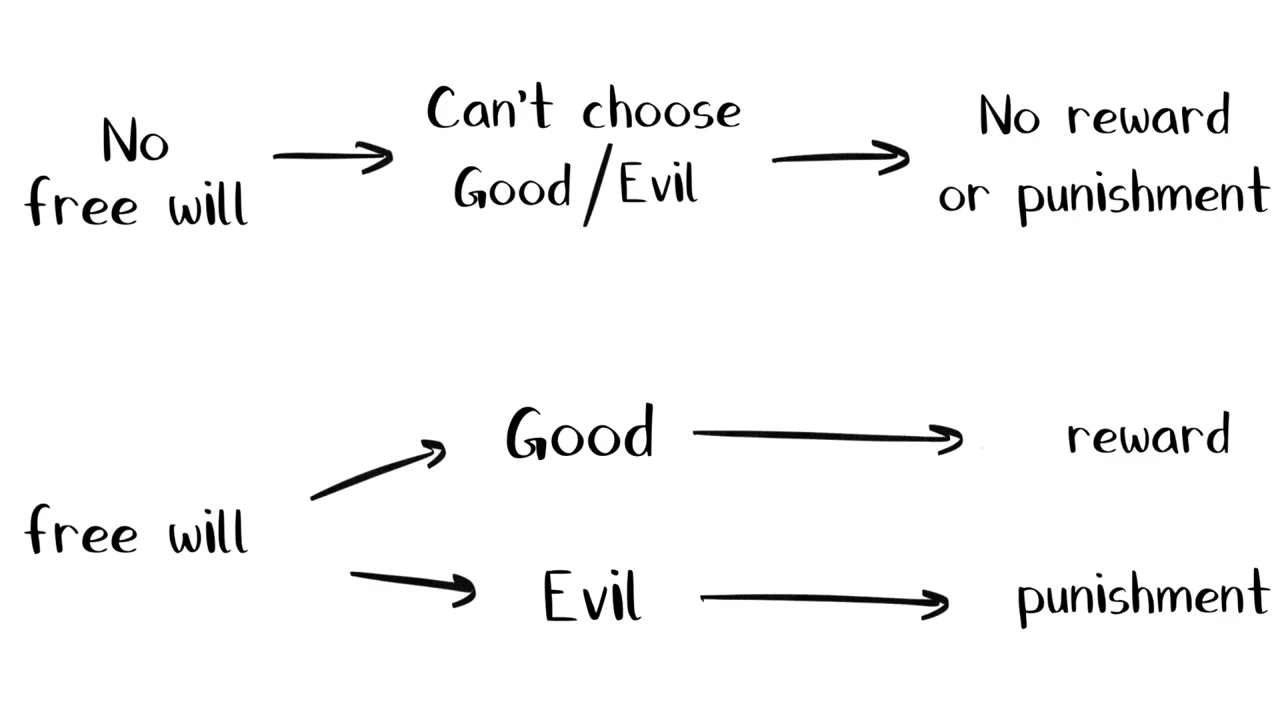 No
free will
Can't choose
Good/Evil
No reward
or punishment
free will
Good
reward
Evil
punishment